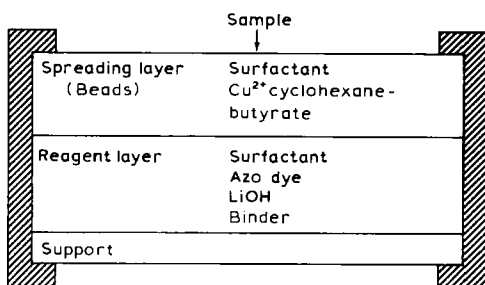 Sample
Spreading layer
(Beads)
Surfactant
Cu²⁺cyclohexane-
butyrate
Reagent layer
Surfactant
Azo dye
LiOH
Binder
Support